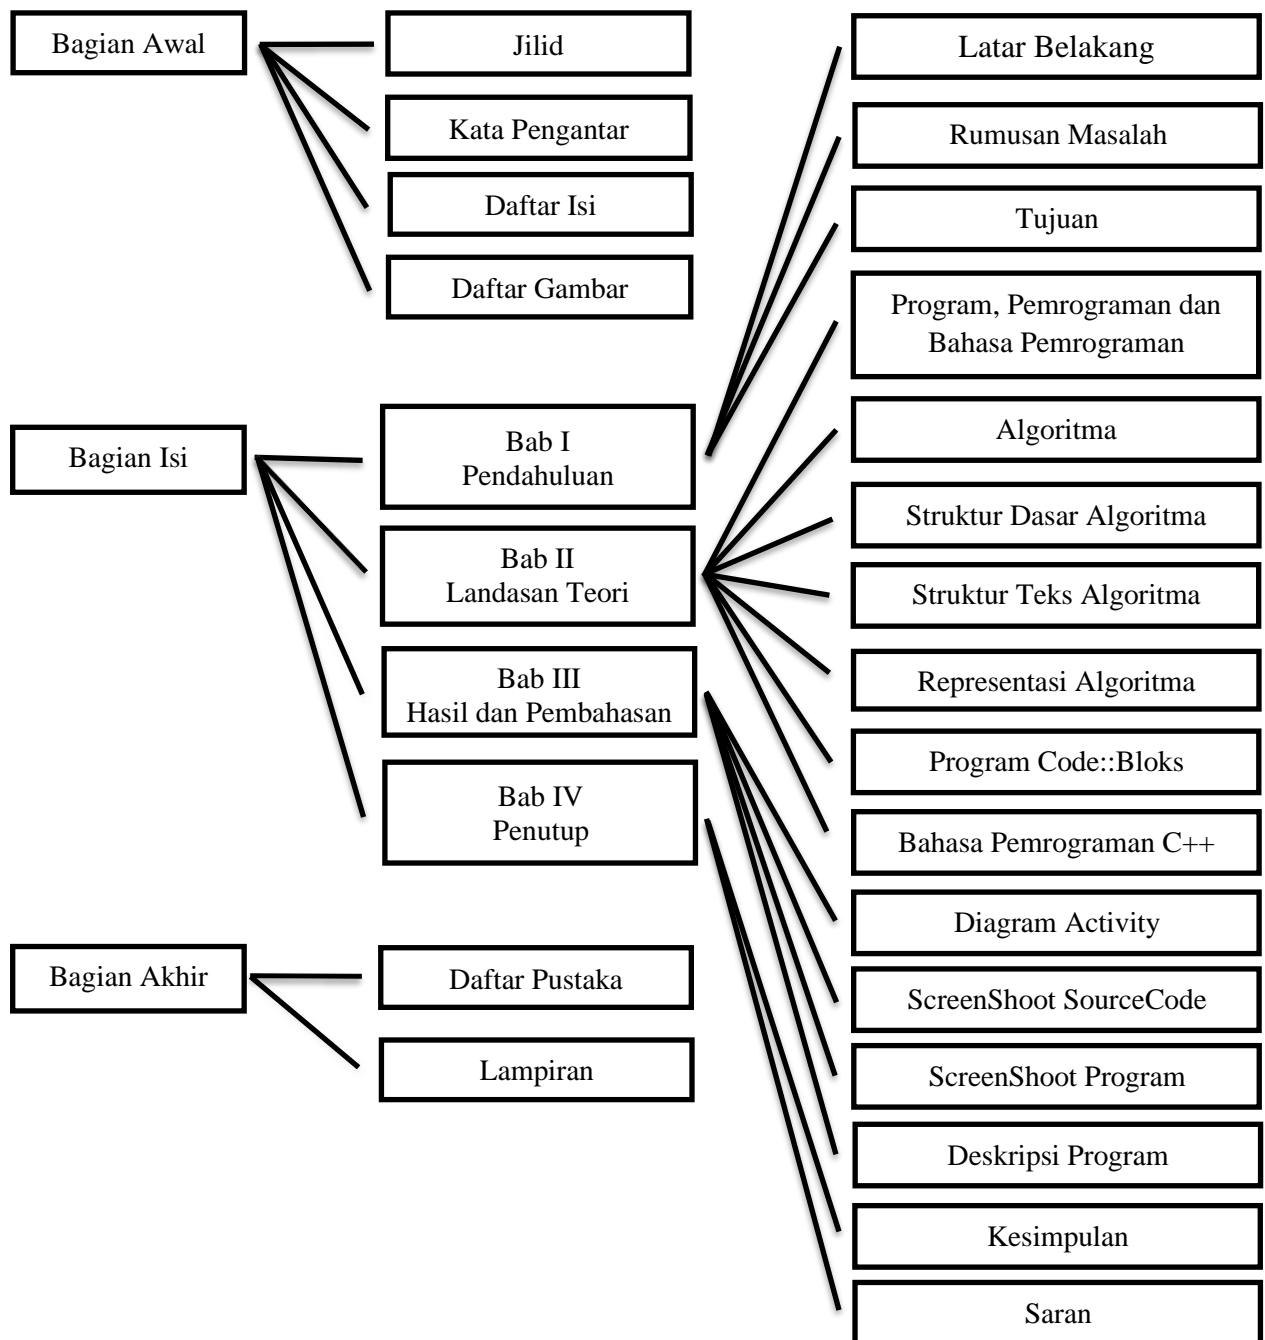 Bagian Awal
Jilid
Kata Pengantar
Daftar Isi
Daftar Gambar
Bagian Isi
Bab I
Pendahuluan
Bab II
Landasan Teori
Bab III
Hasil dan Pembahasan
Bab IV
Penutup
Bagian Akhir
Daftar Pustaka
Lampiran
Latar Belakang
Rumusan Masalah
Tujuan
Program, Pemrograman dan
Bahasa Pemrograman
Algoritma
Struktur Dasar Algoritma
Struktur Teks Algoritma
Representasi Algoritma
Program Code::Bloks
Bahasa Pemrograman C++
Diagram Activity
ScreenShoot SourceCode
ScreenShoot Program
Deskripsi Program
Kesimpulan
Saran